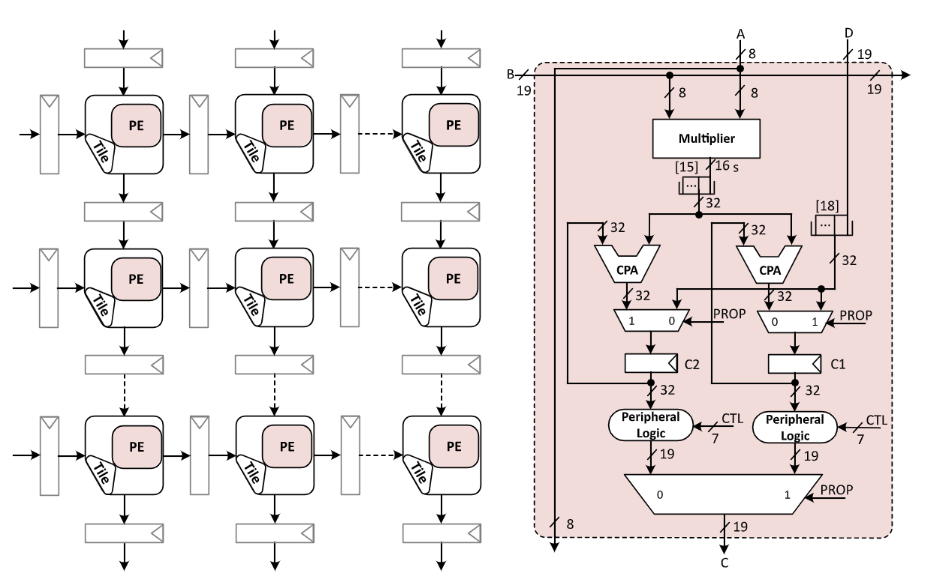 PE
Tile
PE
Tile
PE
Tile
PE
Tile
PE
Tile
PE
Tile
PE
Tile
PE
Tile
PE
Tile
A
D
8
19
B
19
19
8
8
Multiplier
[15]
16 s
...
32
[18]
...
32
32
32
CPA
CPA
32
32
1 0
PROP
0 1
PROP
C2
C1
32
32
Peripheral
Logic
CTL
7
Peripheral
Logic
CTL
7
19
19
0 1
PROP
8
19
C